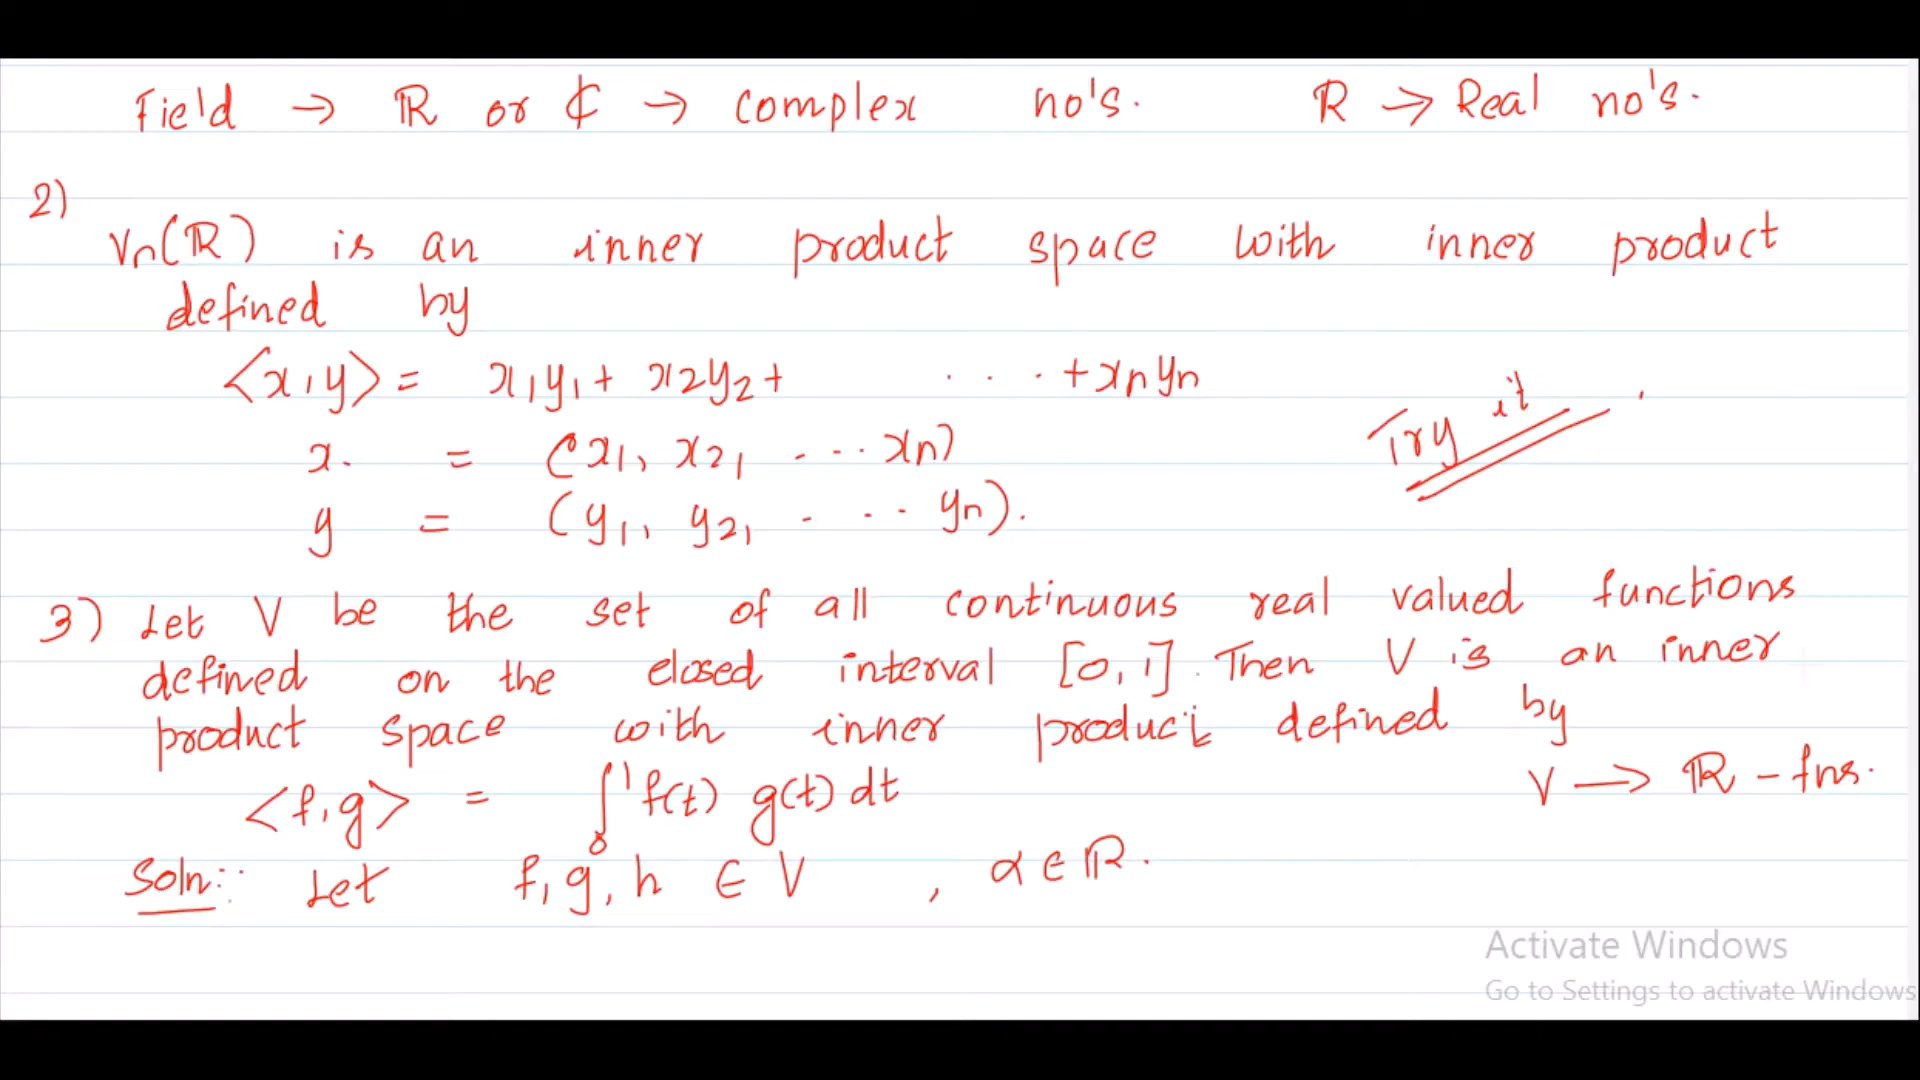 Field → ℝ or ₵ → complex no's. ℝ → Real no's.
2)
Vn(ℝ) is an inner product space with inner product
defined by
<x,y> = x1y1 + x2y2 + . . . + xnyn
Try it
x. = (x1, x2, . . . xn)
y = (y1, y2, . . . yn).
3) Let V be the set of all continuous real valued functions
defined on the closed interval [0,1]. Then V is an inner
product space with inner product defined by
<f,g> = ∫₀¹ f(t) g(t) dt
V → ℝ - fns.
Soln:- Let f, g, h ∈ V , α ∈ ℝ.
Activate Windows
Go to Settings to activate Windows